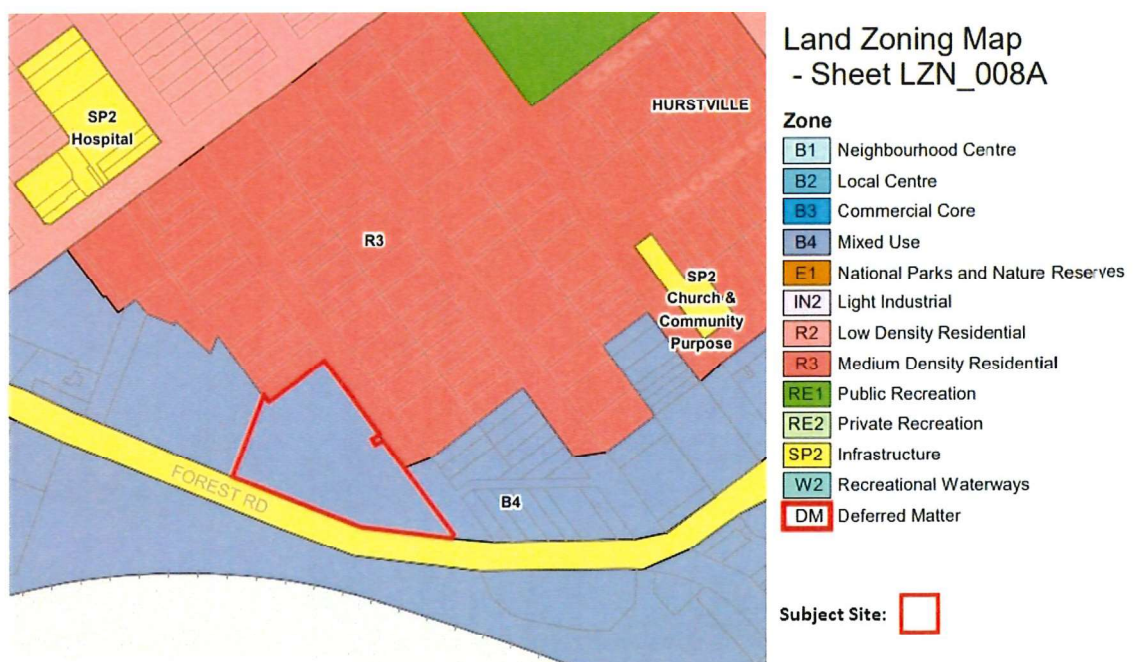 SP2
Hospital
HURSTVILLE
R3
SP2
Church &
Community
Purpose
FOREST RD
B4
Land Zoning Map
- Sheet LZN_008A
Zone
B1 Neighbourhood Centre
B2 Local Centre
B3 Commercial Core
B4 Mixed Use
E1 National Parks and Nature Reserves
IN2 Light Industrial
R2 Low Density Residential
R3 Medium Density Residential
RE1 Public Recreation
RE2 Private Recreation
SP2 Infrastructure
W2 Recreational Waterways
DM Deferred Matter
Subject Site: